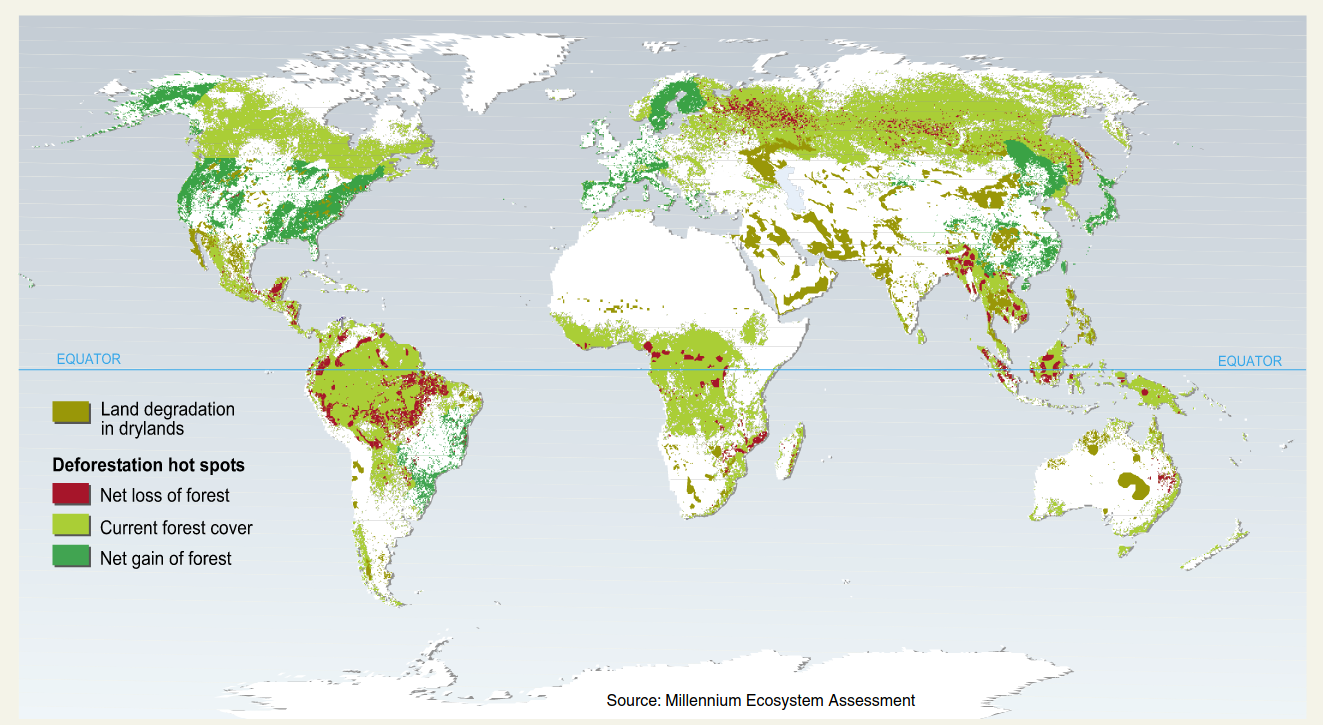 EQUATOR
EQUATOR
Land degradation
in drylands
Deforestation hot spots
Net loss of forest
Current forest cover
Net gain of forest
Source: Millennium Ecosystem Assessment